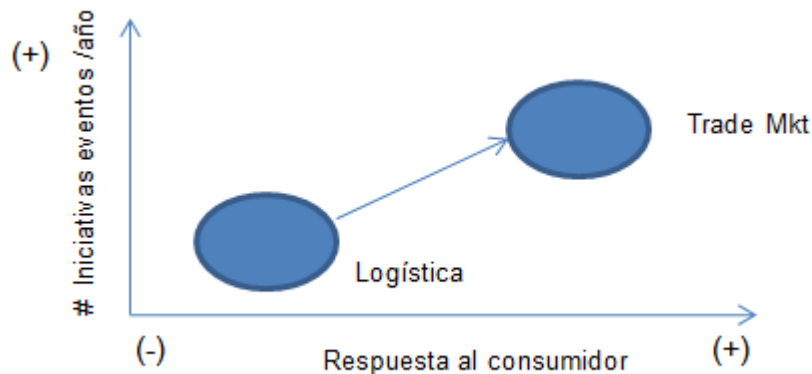 (+)
# Iniciativas eventos /año
Trade Mkt
Logística
(-)
Respuesta al consumidor
(+)